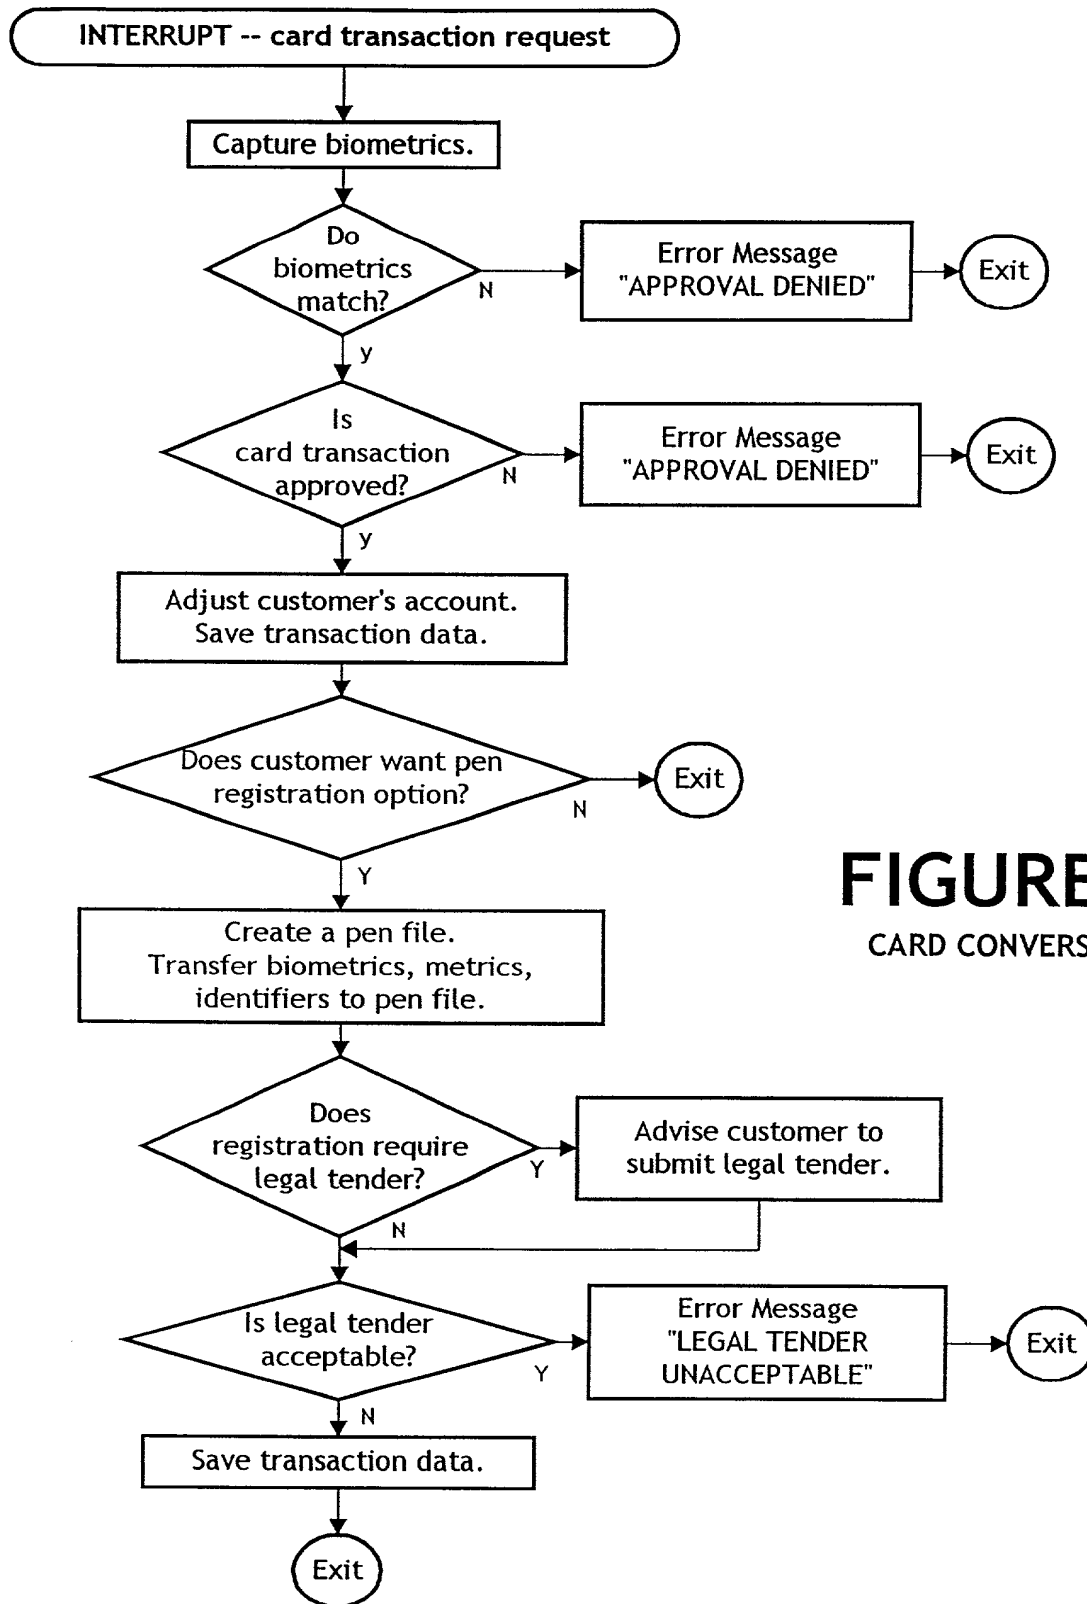 INTERRUPT -- card transaction request
Capture biometrics.
Do
biometrics
match?
N
Error Message
"APPROVAL DENIED"
Exit
y
Is
card transaction
approved?
N
Error Message
"APPROVAL DENIED"
Exit
y
Adjust customer's account.
Save transaction data.
Does customer want pen
registration option?
N
Exit
Y
FIGURE
CARD CONVERS
Create a pen file.
Transfer biometrics, metrics,
identifiers to pen file.
Does
registration require
legal tender?
Y
Advise customer to
submit legal tender.
N
Is legal tender
acceptable?
Y
Error Message
"LEGAL TENDER
UNACCEPTABLE"
Exit
N
Save transaction data.
Exit